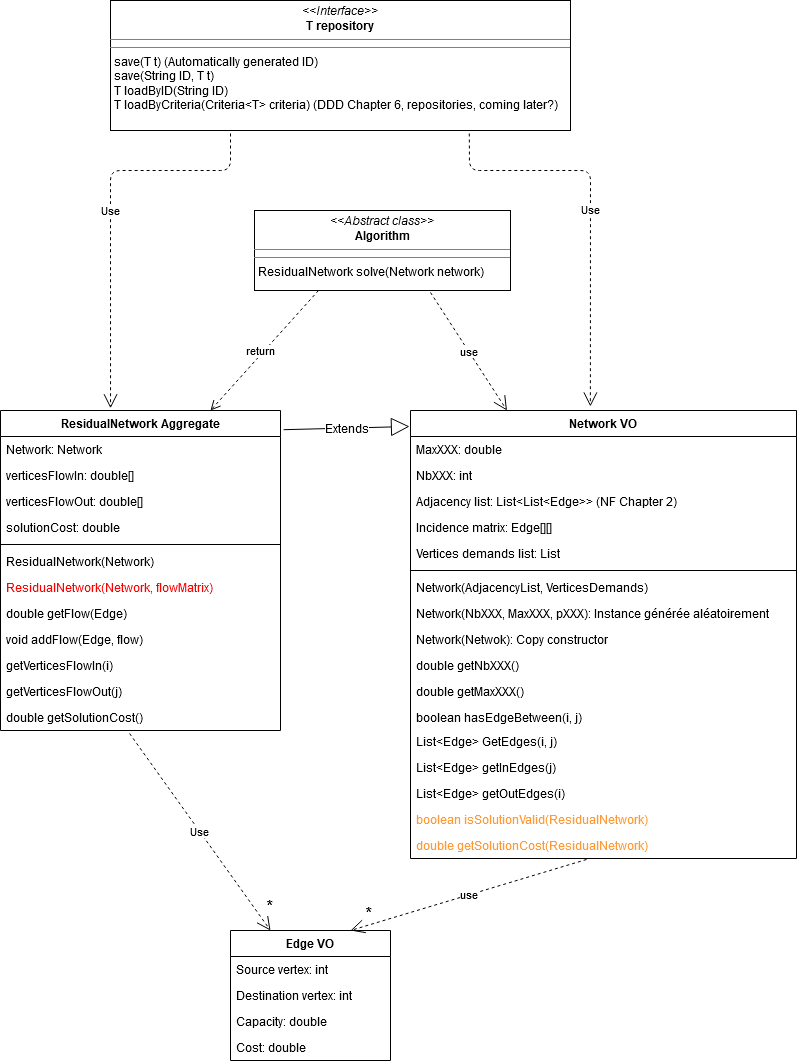 <<Interface>>
T repository
save(T t) (Automatically generated ID)
save(String ID, T t)
T loadByID(String ID)
T loadByCriteria(Criteria<T> criteria) (DDD Chapter 6, repositories, coming later?)
Use
Use
<<Abstract class>>
Algorithm
ResidualNetwork solve(Network network)
return
use
ResidualNetwork Aggregate
Network: Network
verticesFlowIn: double[]
verticesFlowOut: double[]
solutionCost: double
ResidualNetwork(Network)
ResidualNetwork(Network, flowMatrix)
double getFlow(Edge)
void addFlow(Edge, flow)
getVerticesFlowIn(i)
getVerticesFlowOut(j)
double getSolutionCost()
Extends
Network VO
MaxXXX: double
NbXXX: int
Adjacency list: List<List<Edge>> (NF Chapter 2)
Incidence matrix: Edge[][]
Vertices demands list: List
Network(AdjacencyList, VerticesDemands)
Network(NbXXX, MaxXXX, pXXX): Instance générée aléatoirement
Network(Netwok): Copy constructor
double getNbXXX()
double getMaxXXX()
boolean hasEdgeBetween(i, j)
List<Edge> GetEdges(i, j)
List<Edge> getInEdges(j)
List<Edge> getOutEdges(i)
boolean isSolutionValid(ResidualNetwork)
double getSolutionCost(ResidualNetwork)
Use
*
use
*
Edge VO
Source vertex: int
Destination vertex: int
Capacity: double
Cost: double